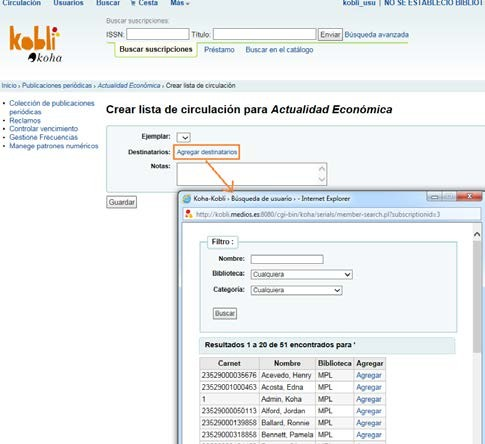 Circulación Usuarios Buscar Cesta Más kobli_usu | NO SE ESTABLECIÓ
Buscar suscripciones:
ISSN: Título: Enviar Búsqueda avanzada
Buscar suscripciones Préstamo Buscar en el catálogo
kobli
koha
Inicio › Publicaciones periódicas › Actualidad Económica › Crear lista de circulación
Colección de publicaciones periódicas
Reclamos
Controlar vencimiento
Gestione Frecuencias
Manege patrones numéricos
Crear lista de circulación para Actualidad Económica
Ejemplar:
Destinatarios: Agregar destinatarios
Notas:
Guardar
Koha-Kobli › Búsqueda de usuario › - Internet Explorer
http://kobli.medios.es:8080/cgi-bin/koha/serials/member-search.pl?subscriptionid=3
Filtro :
Nombre:
Biblioteca: Cualquiera
Categoría: Cualquiera
Buscar
Resultados 1 a 20 de 51 encontrados para '
Carnet Nombre Biblioteca Agregar
23529000035676 Acevedo, Henry MPL Agregar
23529001000463 Acosta, Edna MPL Agregar
1 Admin, Koha MPL Agregar
23529000050113 Alford, Jordan MPL Agregar
23529000139858 Ballard, Ronnie MPL Agregar
23529000318858 Bennett, Pamela MPL Agregar